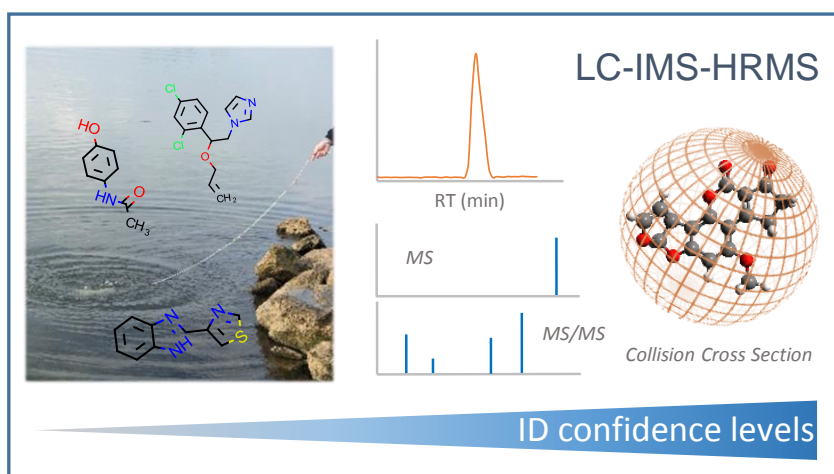 LC-IMS-HRMS
Cl
N
HO
N
Cl
O
CH2
HN
O
CH3
RT (min)
MS
MS/MS
N
N
NH
S
Collision Cross Section
ID confidence levels